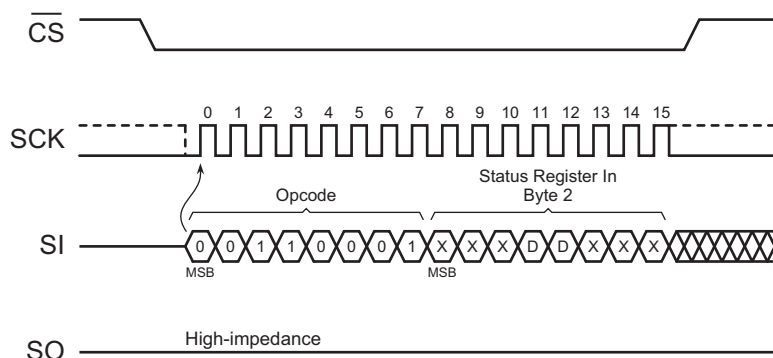 CS
0 1 2 3 4 5 6 7 8 9 10 11 12 13 14 15
SCK
Status Register In
Opcode Byte 2
SI 0 0 1 1 0 0 0 1 X X X D D X X X
MSB MSB
High-impedance
SO